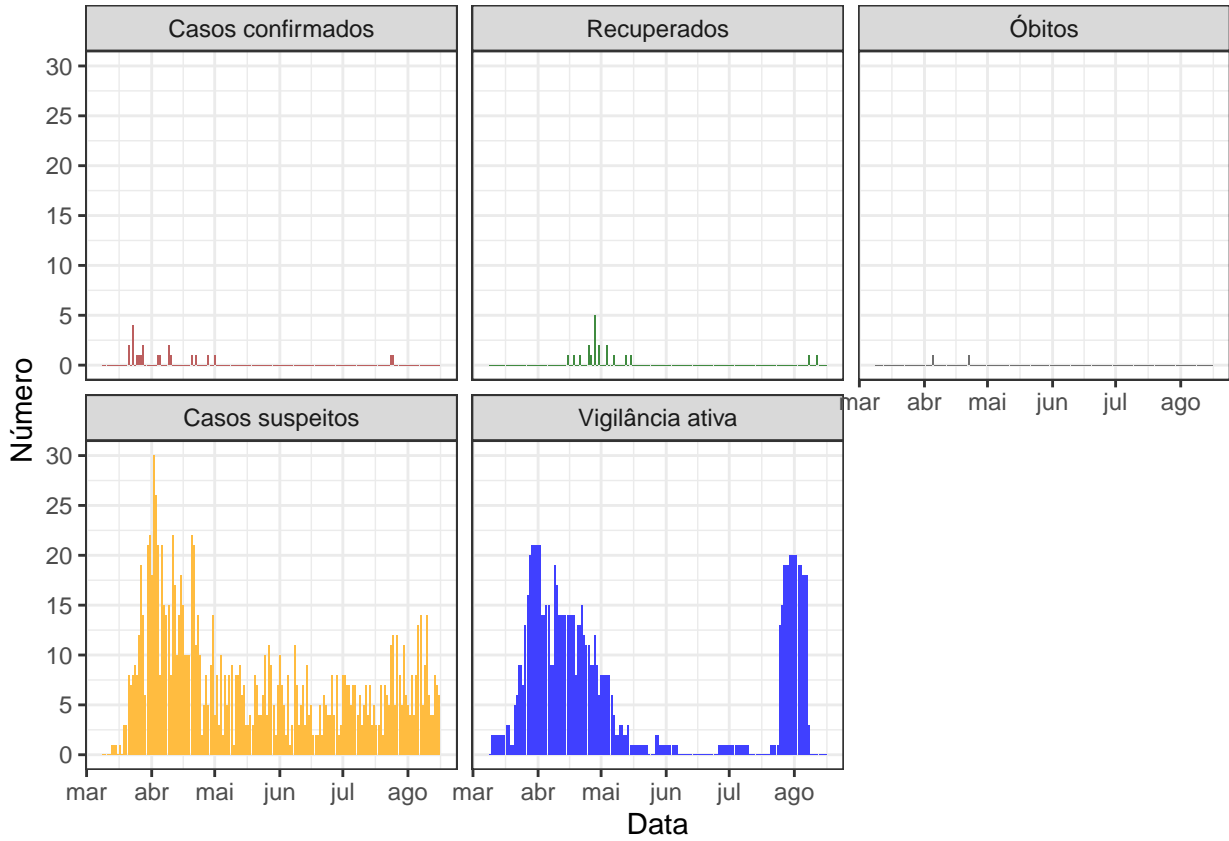 Casos confirmados Recuperados Óbitos
30
25
20
15
10
5
0
mar abr mai jun jul ago
Casos suspeitos Vigilância ativa
30
25
20
15
10
5
0
mar abr mai jun jul ago mar abr mai jun jul ago
Número
Data